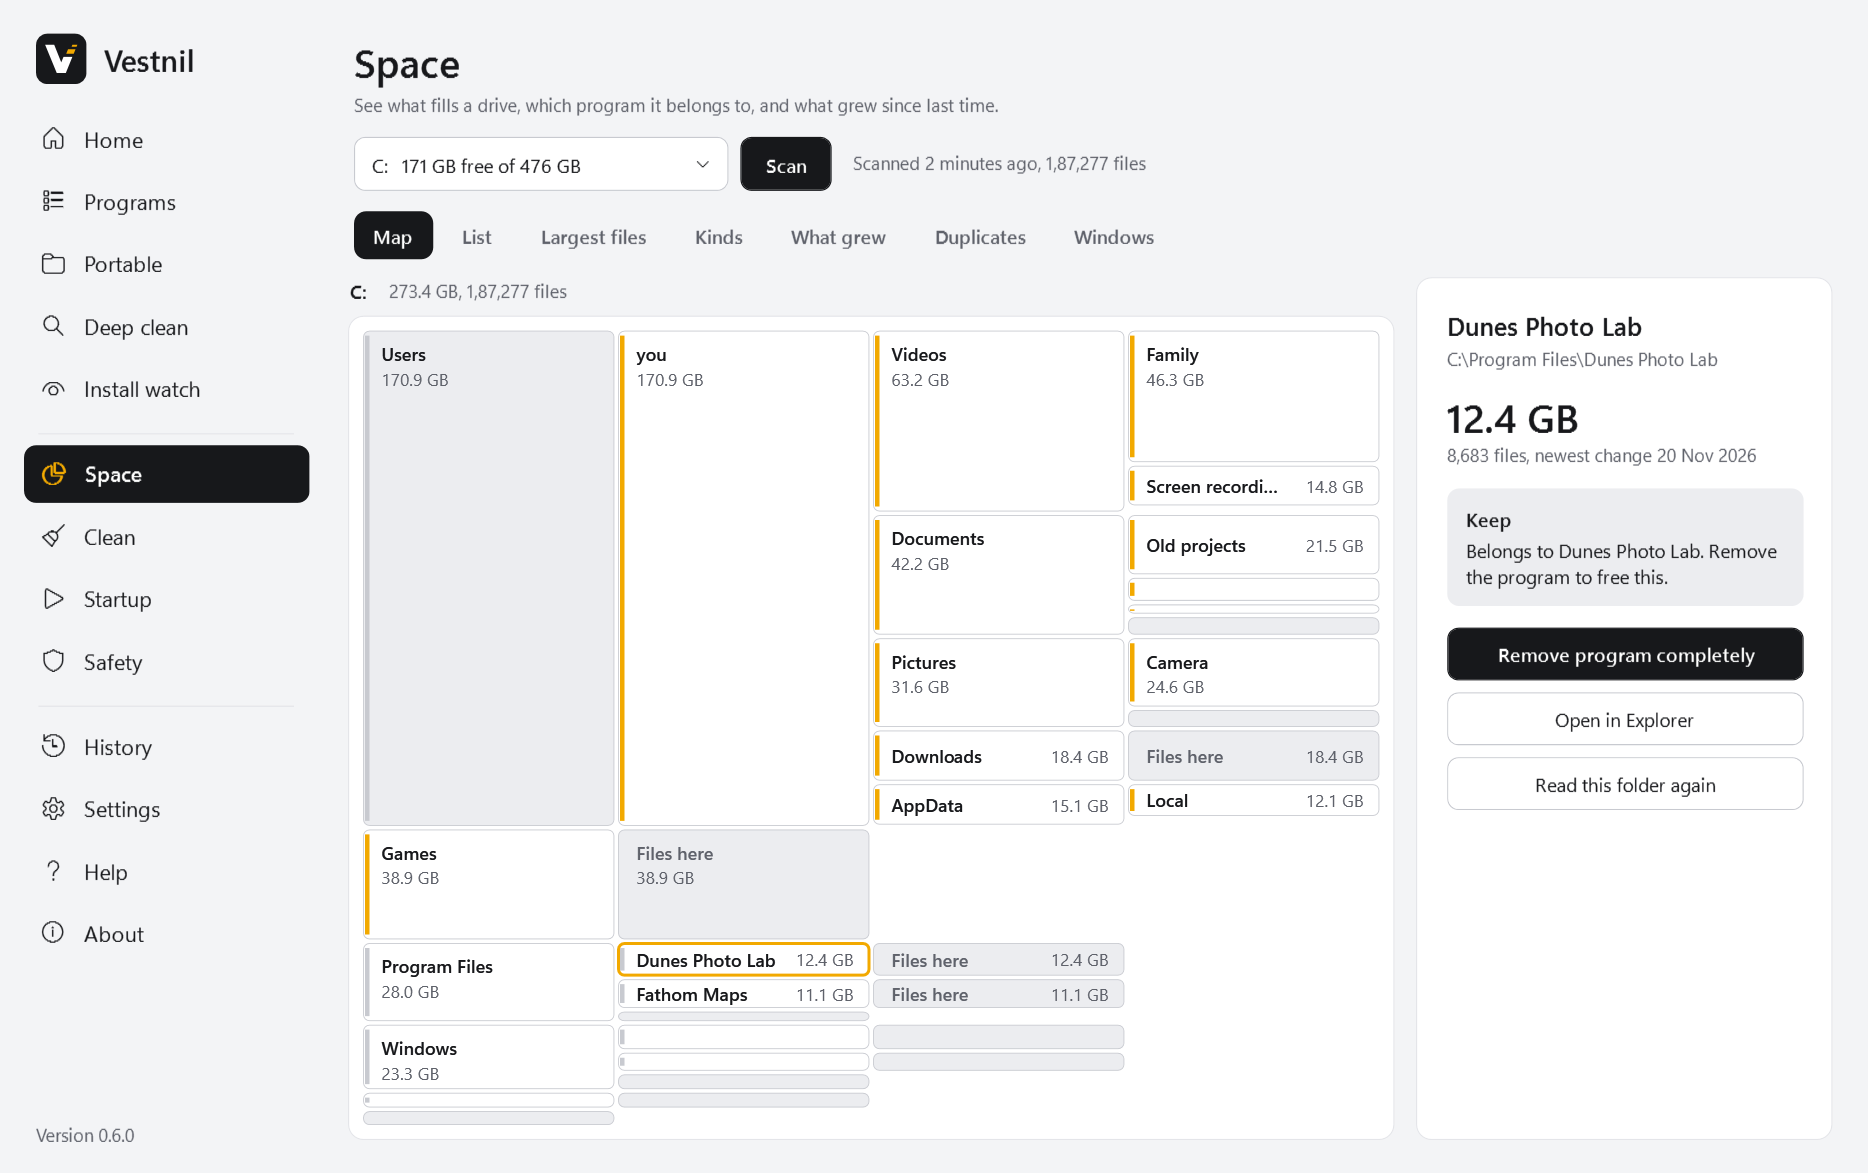 Vestnil
Home
Programs
Portable
Deep clean
Install watch
Space
Clean
Startup
Safety
History
Settings
Help
About
Version 0.6.0
Space
See what fills a drive, which program it belongs to, and what grew since last time.
C: 171 GB free of 476 GB
Scan
Scanned 2 minutes ago, 1,87,277 files
Map
List
Largest files
Kinds
What grew
Duplicates
Windows
C: 273.4 GB, 1,87,277 files
Users
170.9 GB
you
170.9 GB
Videos
63.2 GB
Family
46.3 GB
Screen recordi... 14.8 GB
Documents
42.2 GB
Old projects 21.5 GB
Pictures
31.6 GB
Camera
24.6 GB
Downloads 18.4 GB
Files here 18.4 GB
AppData 15.1 GB
Local 12.1 GB
Games
38.9 GB
Files here
38.9 GB
Program Files
28.0 GB
Dunes Photo Lab 12.4 GB
Files here 12.4 GB
Fathom Maps 11.1 GB
Files here 11.1 GB
Windows
23.3 GB
Dunes Photo Lab
C:\Program Files\Dunes Photo Lab
12.4 GB
8,683 files, newest change 20 Nov 2026
Keep
Belongs to Dunes Photo Lab. Remove
the program to free this.
Remove program completely
Open in Explorer
Read this folder again